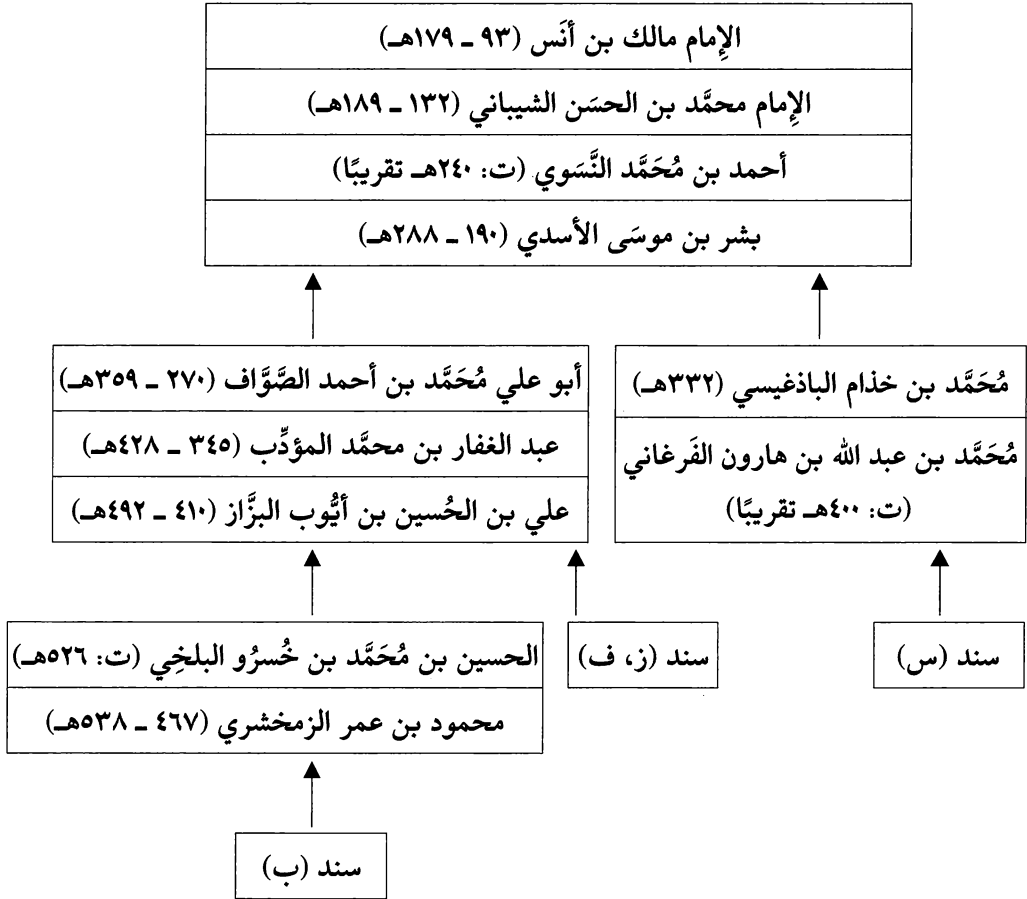 الإِمام مالك بن أنَس (٩٣ ـ ١٧٩هـ)
الإِمام محمَّد بن الحسَن الشيباني (١٣٢ ـ ١٨٩هـ)
أحمد بن مُحَمَّد النَّسَوي (ت: ٢٤٠هـ تقريبًا)
بشر بن موسَى الأسدي (١٩٠ ـ ٢٨٨هـ)
مُحَمَّد بن خذام الباذغيسي (٣٣٢هـ)
مُحَمَّد بن عبد الله بن هارون الفَرغاني
(ت: ٤٠٠هـ تقريبًا)
أبو علي مُحَمَّد بن أحمد الصَّوَّاف (٢٧٠ ـ ٣٥٩هـ)
عبد الغفار بن محمَّد المؤدِّب (٣٤٥ ـ ٤٢٨هـ)
علي بن الحُسين بن أيُّوب البزَّاز (٤١٠ ـ ٤٩٢هـ)
سند (س)
سند (ز، ف)
الحسين بن مُحَمَّد بن خُسرُو البلخِي (ت: ٥٢٦هـ)
محمود بن عمر الزمخشري (٤٦٧ ـ ٥٣٨هـ)
سند (ب)